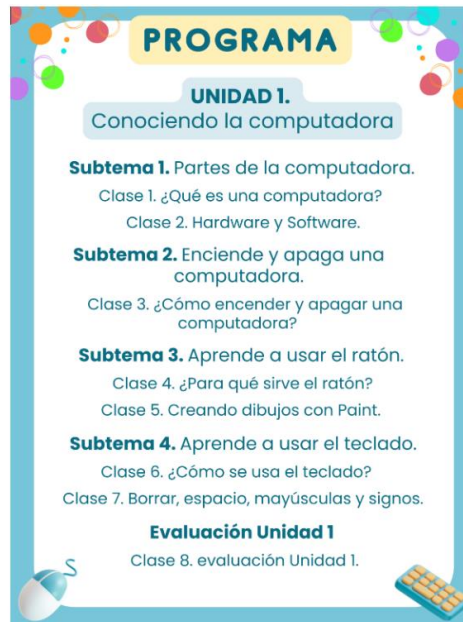 PROGRAMA
UNIDAD 1.
Conociendo la computadora
Subtema 1. Partes de la computadora.
Clase 1. ¿Qué es una computadora?
Clase 2. Hardware y Software.
Subtema 2. Enciende y apaga una
computadora.
Clase 3. ¿Cómo encender y apagar una
computadora?
Subtema 3. Aprende a usar el ratón.
Clase 4. ¿Para qué sirve el ratón?
Clase 5. Creando dibujos con Paint.
Subtema 4. Aprende a usar el teclado.
Clase 6. ¿Cómo se usa el teclado?
Clase 7. Borrar, espacio, mayúsculas y signos.
Evaluación Unidad 1
Clase 8. evaluación Unidad 1.